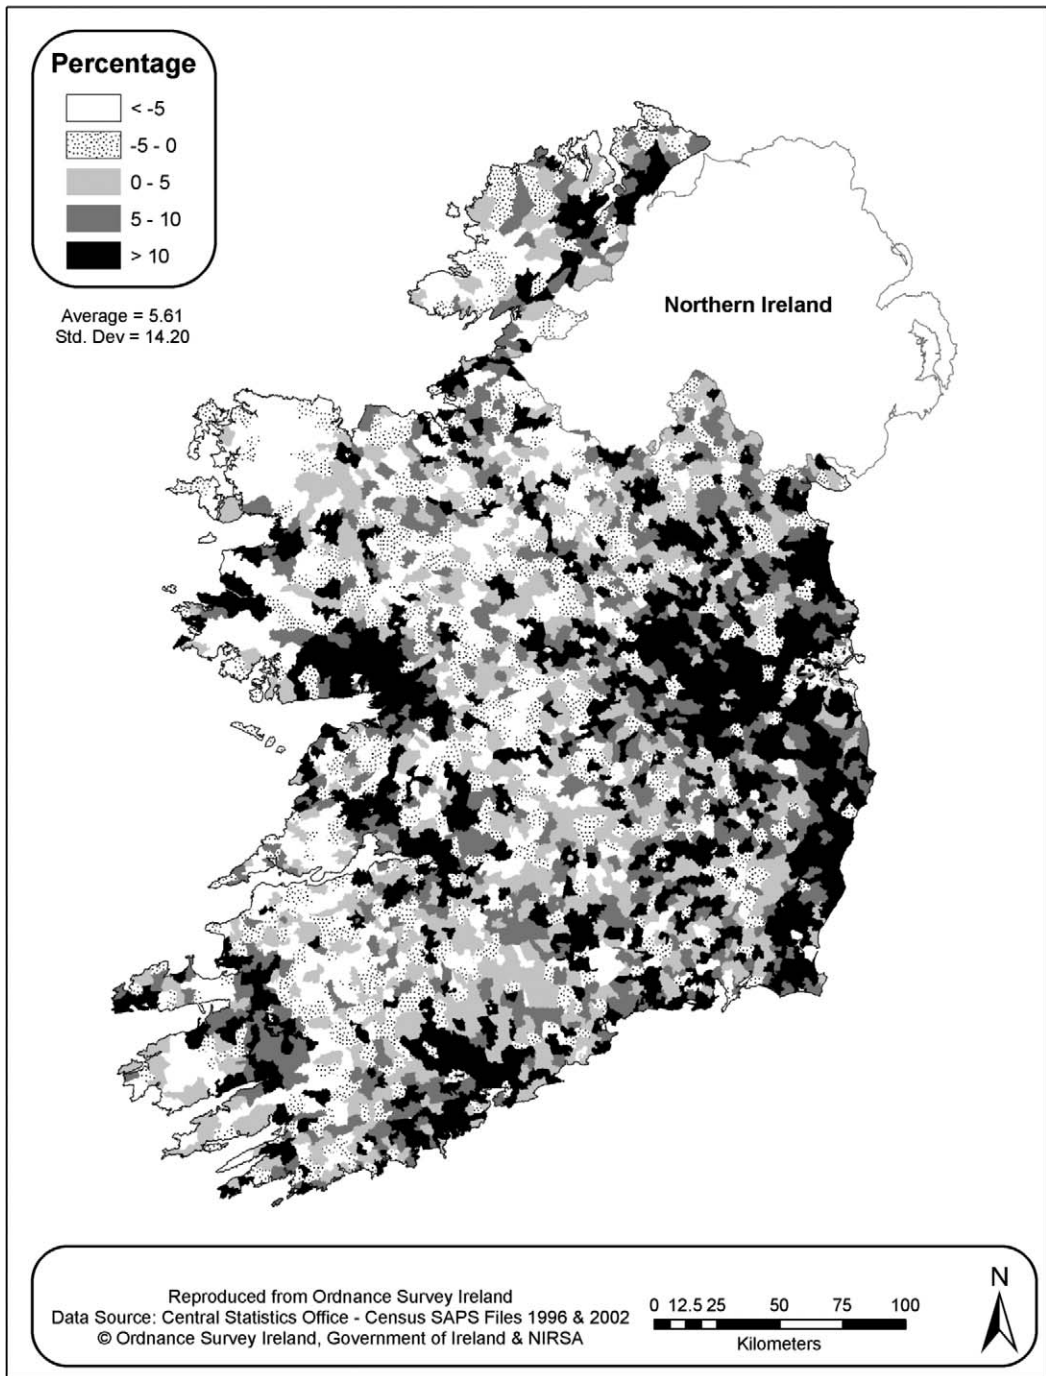 Percentage
< -5
-5 - 0
0 - 5
5 - 10
> 10
Average = 5.61
Std. Dev = 14.20
Northern Ireland
Reproduced from Ordnance Survey Ireland
Data Source: Central Statistics Office - Census SAPS Files 1996 & 2002
© Ordnance Survey Ireland, Government of Ireland & NIRSA
0 12.5 25 50 75 100
Kilometers
N